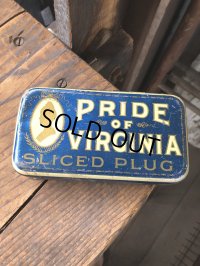 PRIDE
OF
VIRGINIA
SLICED PLUG
SOLD OUT